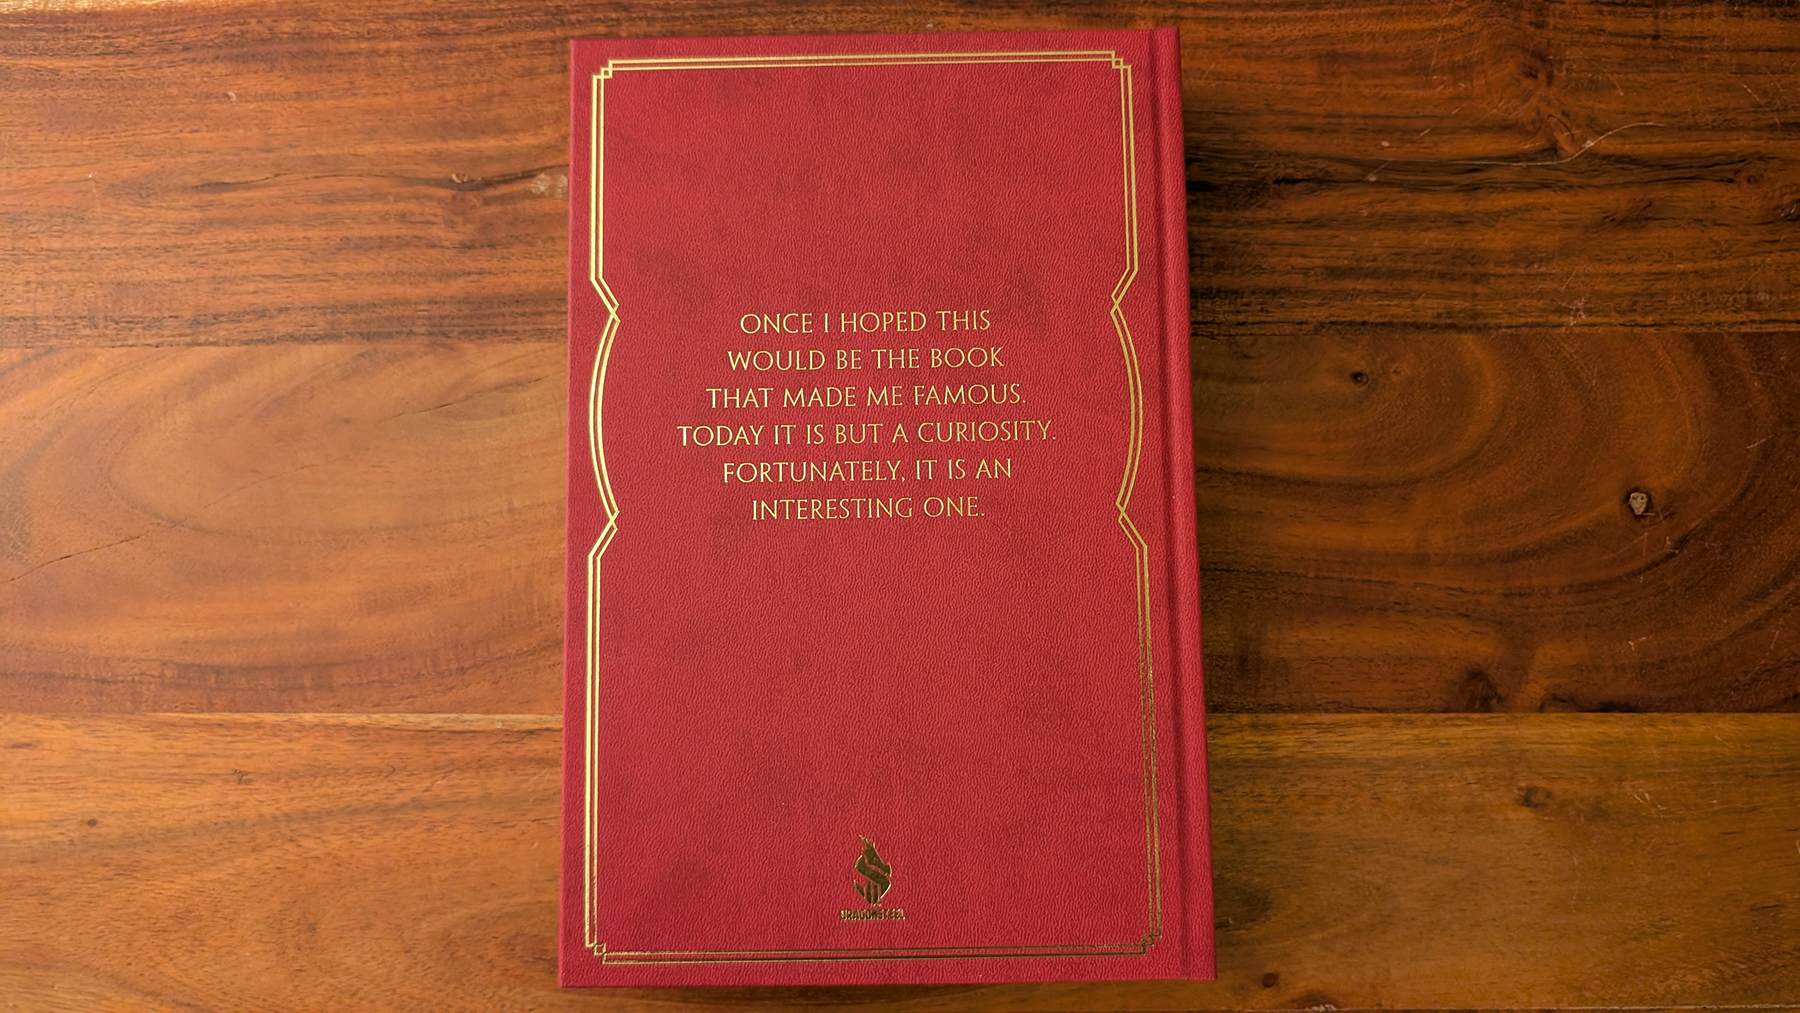 ONCE I HOPED THIS
WOULD BE THE BOOK
THAT MADE ME FAMOUS.
TODAY IT IS BUT A CURIOSITY.
FORTUNATELY, IT IS AN
INTERESTING ONE.
DRAGONSTEEL